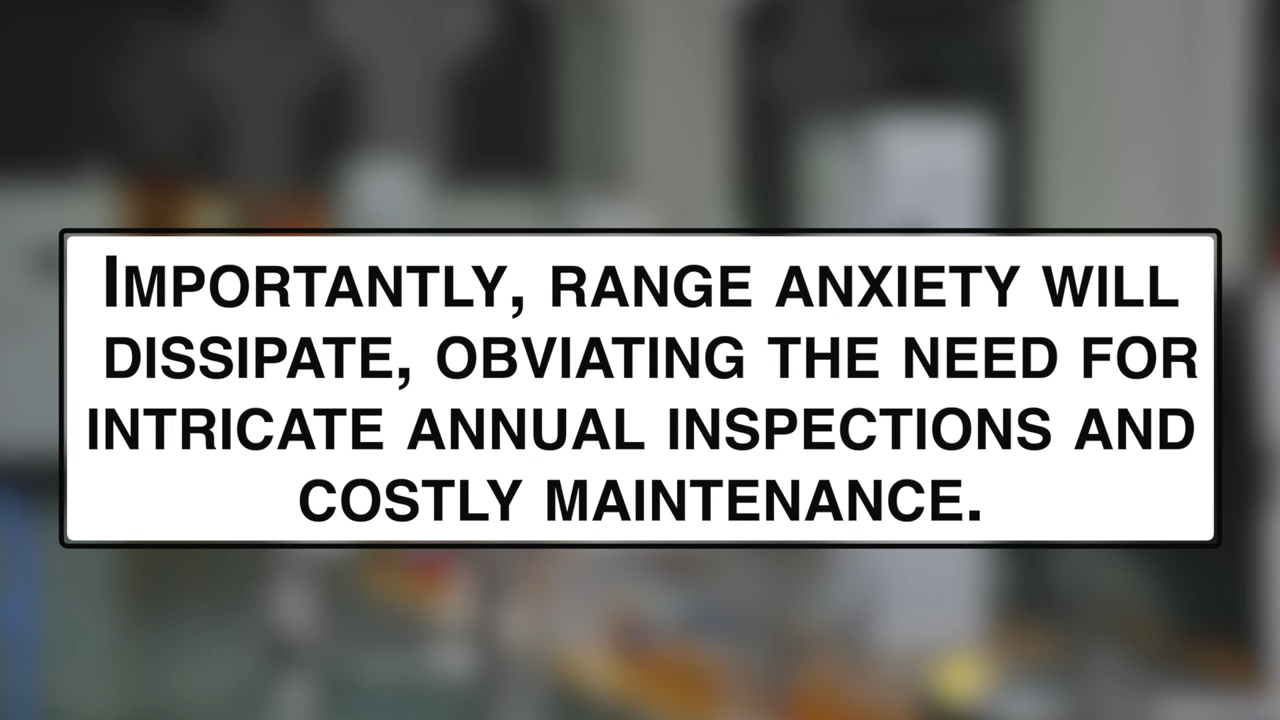 Importantly, range anxiety will
dissipate, obviating the need for
intricate annual inspections and
costly maintenance.